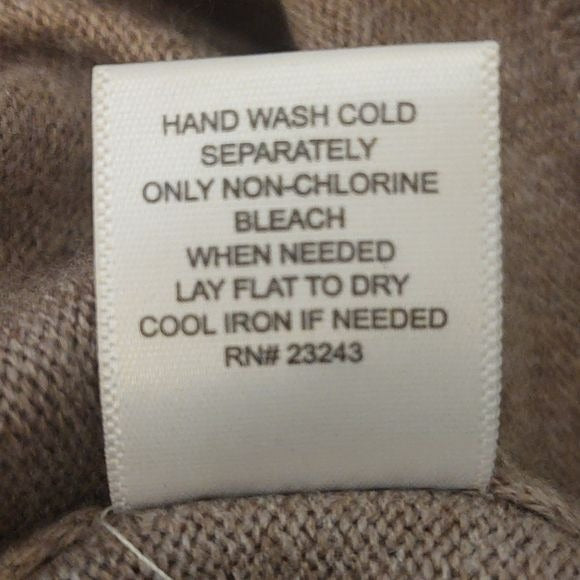 HAND WASH COLD
SEPARATELY
ONLY NON-CHLORINE
BLEACH
WHEN NEEDED
LAY FLAT TO DRY
COOL IRON IF NEEDED
RN# 23243